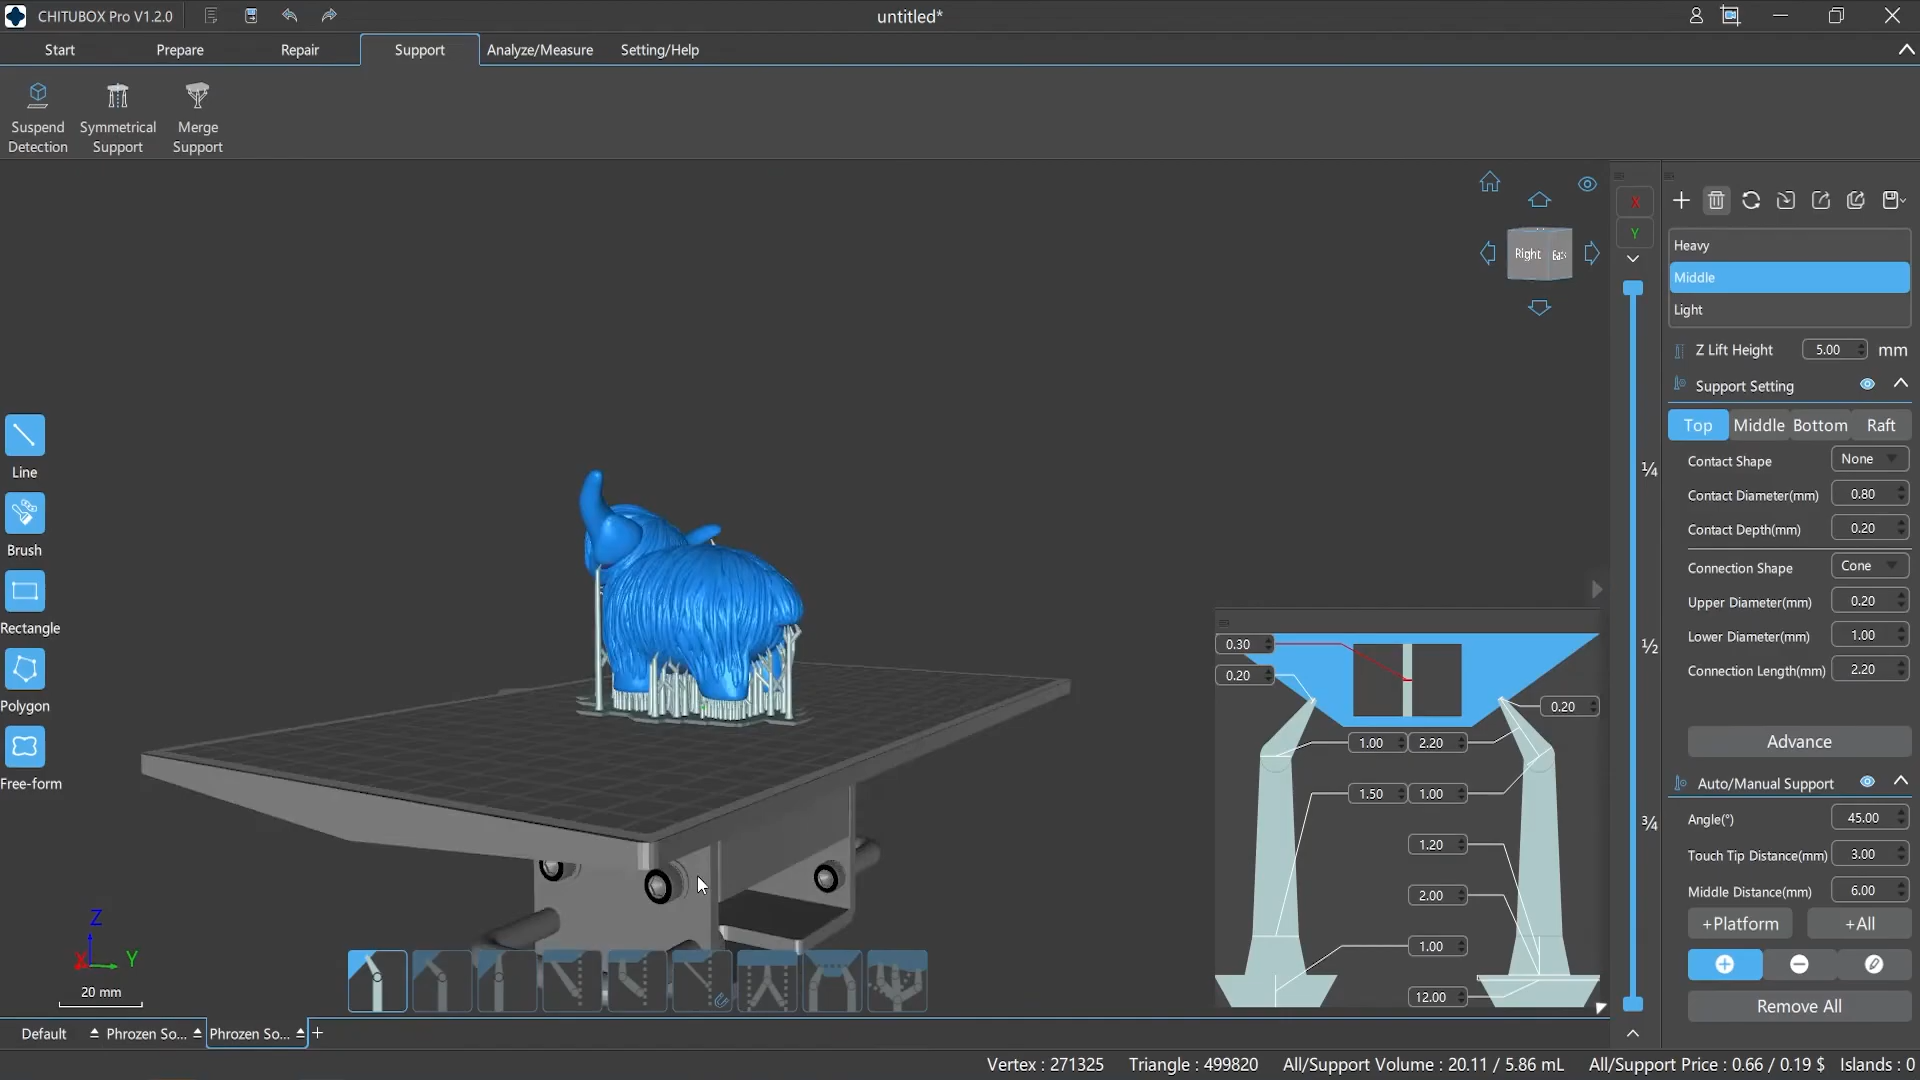 CHITUBOX Pro V1.2.0
untitled*
Start
Prepare
Repair
Support
Analyze/Measure
Setting/Help
Suspend
Detection
Symmetrical
Support
Merge
Support
Right
X
Y
Heavy
Middle
Light
Z Lift Height
5.00
mm
Support Setting
Top
Middle
Bottom
Raft
Contact Shape
None
Contact Diameter(mm)
0.80
Contact Depth(mm)
0.20
Connection Shape
Cone
Upper Diameter(mm)
0.20
Lower Diameter(mm)
1.00
Connection Length(mm)
2.20
Advance
Auto/Manual Support
Angle(°)
45.00
Touch Tip Distance(mm)
3.00
Middle Distance(mm)
6.00
+Platform
+All
Remove All
¼
½
¾
Line
Brush
Rectangle
Polygon
Free-form
0.30
0.20
0.20
1.00
2.20
1.50
1.00
1.20
2.00
1.00
12.00
Z
X
Y
20 mm
Default
Phrozen So...
Phrozen So...
+
Vertex : 271325
Triangle : 499820
All/Support Volume : 20.11 / 5.86 mL
All/Support Price : 0.66 / 0.19 $
Islands : 0